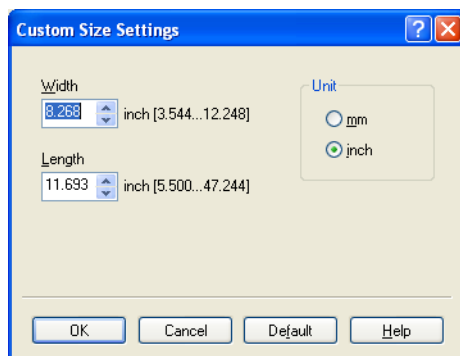 Custom Size Settings
Width
8.268 inch [3.544...12.248]
Length
11.693 inch [5.500...47.244]
Unit
mm
inch
OK Cancel Default Help